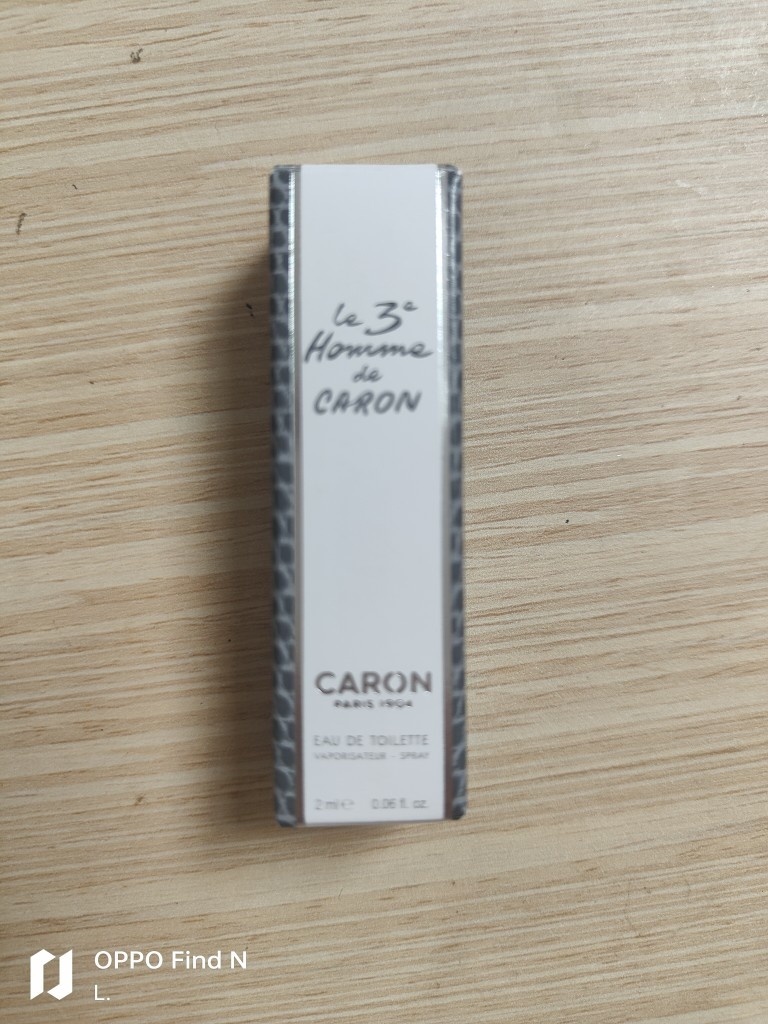 le 3e
Homme
de
CARON
CARON
PARIS 1904
EAU DE TOILETTE
VAPORISATEUR - SPRAY
2 ml ℮ 0.06 fl. oz.
OPPO Find N
L.